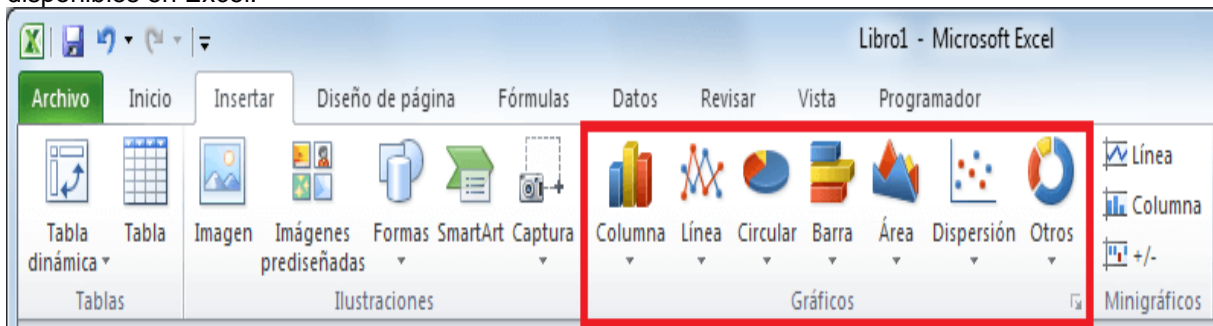 disponibles en Excel.
Libro1 - Microsoft Excel
Archivo Inicio Insertar Diseño de página Fórmulas Datos Revisar Vista Programador
Tabla dinámica
Tabla
Imagen
Imágenes prediseñadas
Formas
SmartArt
Captura
Columna
Línea
Circular
Barra
Área
Dispersión
Otros
Línea
Columna
+/-
Tablas
Ilustraciones
Gráficos
Minigráficos